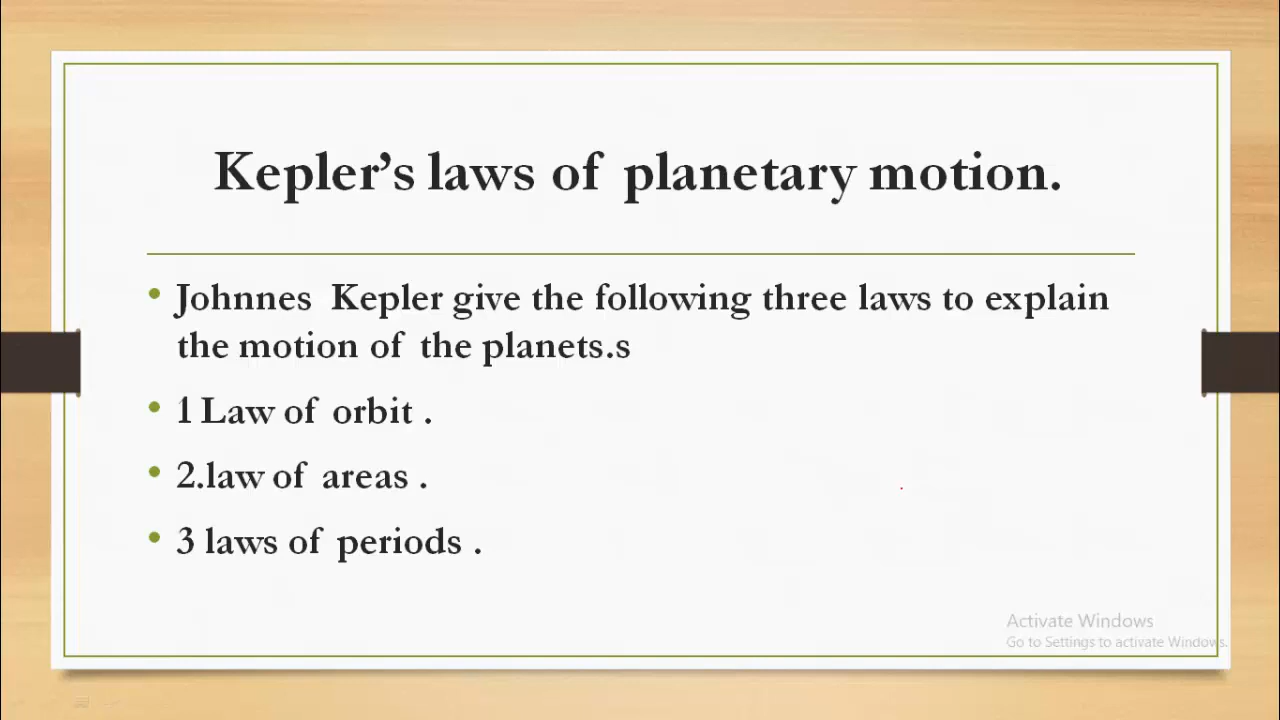 Kepler’s laws of planetary motion.
• Johnnes Kepler give the following three laws to explain
the motion of the planets.s
• 1 Law of orbit .
• 2.law of areas .
• 3 laws of periods .
Activate Windows
Go to Settings to activate Windows.